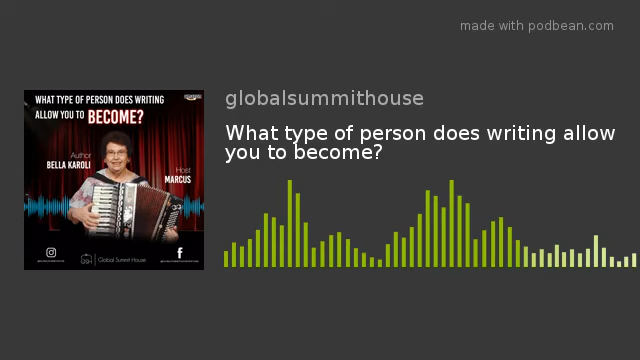 made with podbean.com
globalsummithouse
What type of person does writing allow
you to become?
WHAT TYPE OF PERSON DOES WRITING
ALLOW YOU TO BECOME?
Author
BELLA KAROLI
Host
MARCUS
Global Summit House